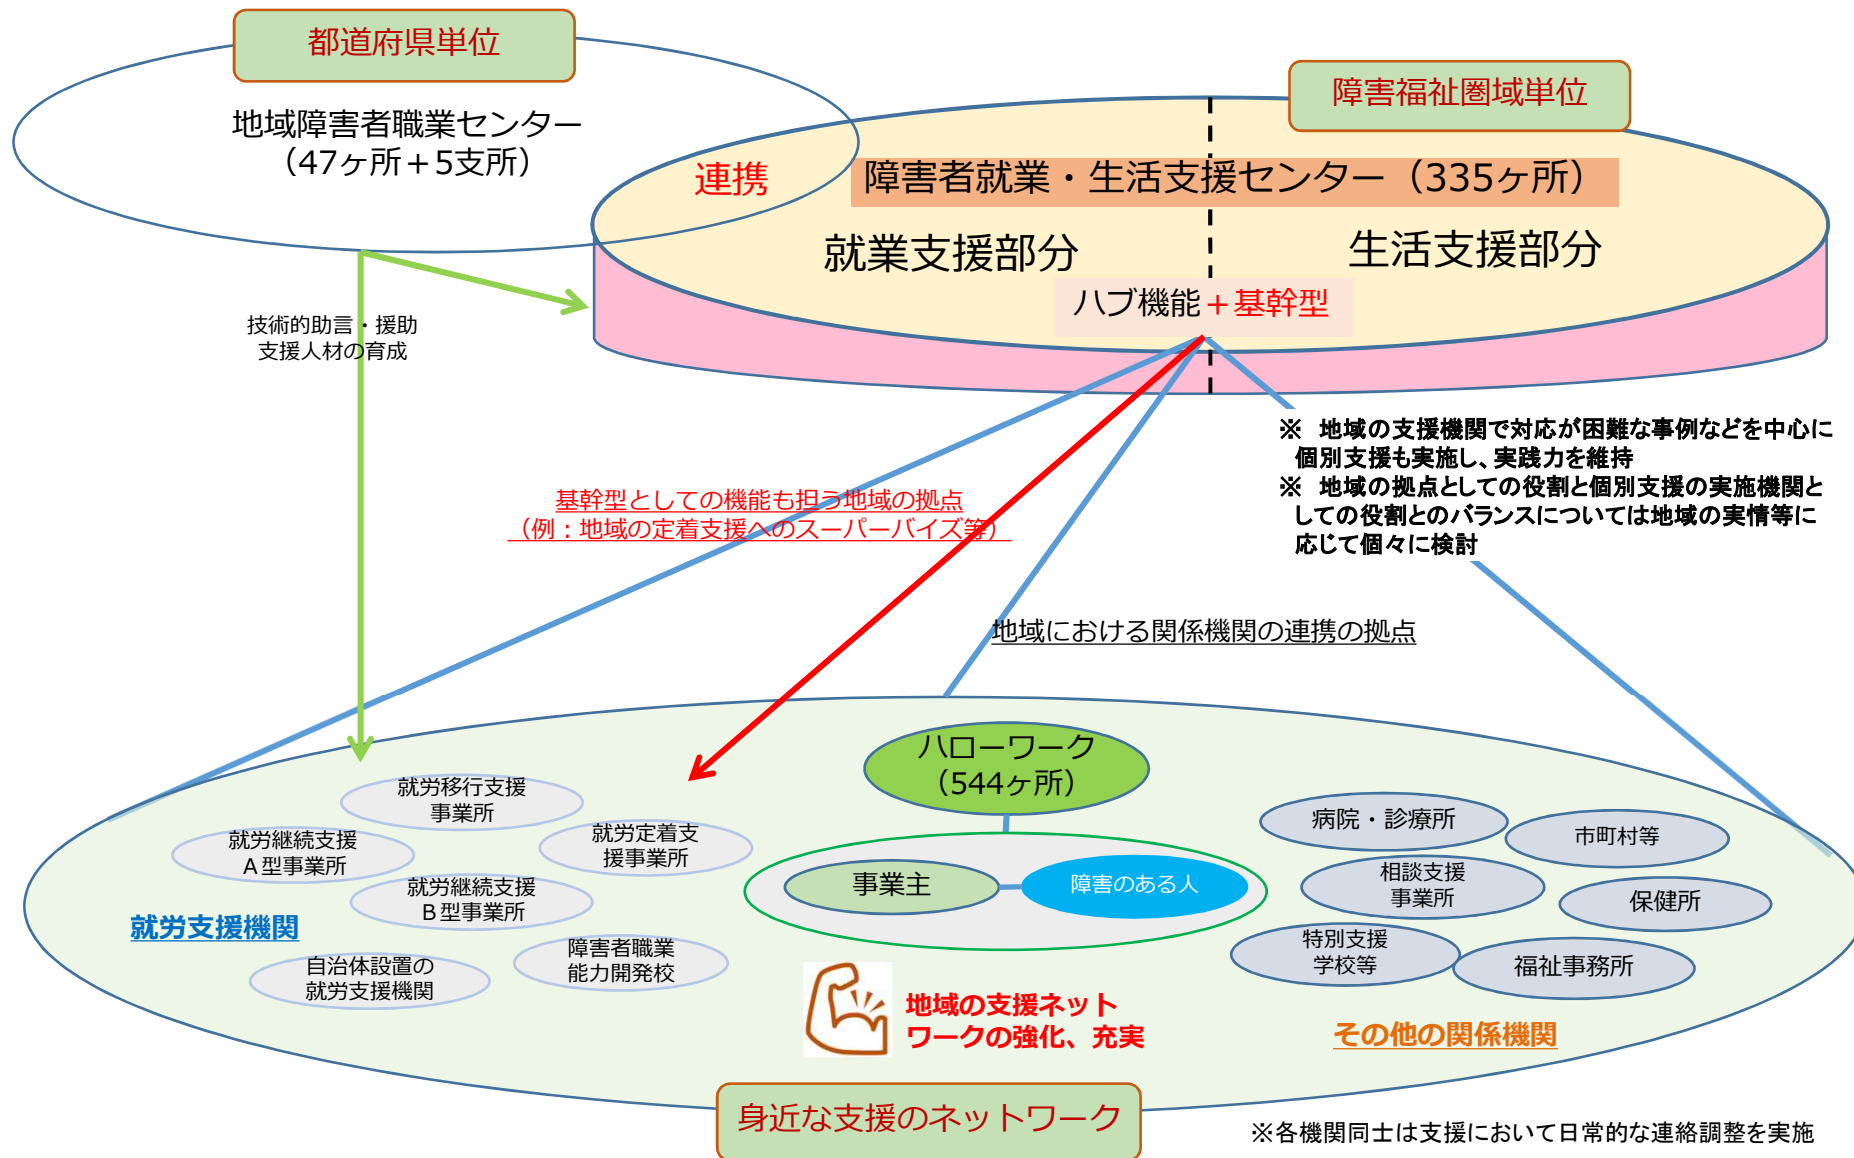 都道府県単位
地域障害者職業センター
（47ヶ所＋5支所）
障害福祉圏域単位
連携
障害者就業・生活支援センター（335ヶ所）
就業支援部分
生活支援部分
ハブ機能＋基幹型
技術的助言・援助
支援人材の育成
※　地域の支援機関で対応が困難な事例などを中心に
個別支援も実施し、実践力を維持
※　地域の拠点としての役割と個別支援の実施機関と
しての役割とのバランスについては地域の実情等に
応じて個々に検討
基幹型としての機能も担う地域の拠点
（例：地域の定着支援へのスーパーバイズ等）
地域における関係機関の連携の拠点
ハローワーク
（544ヶ所）
就労移行支援
事業所
就労継続支援
Ａ型事業所
就労定着支
援事業所
就労継続支援
Ｂ型事業所
就労支援機関
障害者職業
能力開発校
自治体設置の
就労支援機関
事業主
障害のある人
病院・診療所
市町村等
相談支援
事業所
保健所
特別支援
学校等
福祉事務所
その他の関係機関
地域の支援ネット
ワークの強化、充実
身近な支援のネットワーク
※各機関同士は支援において日常的な連絡調整を実施